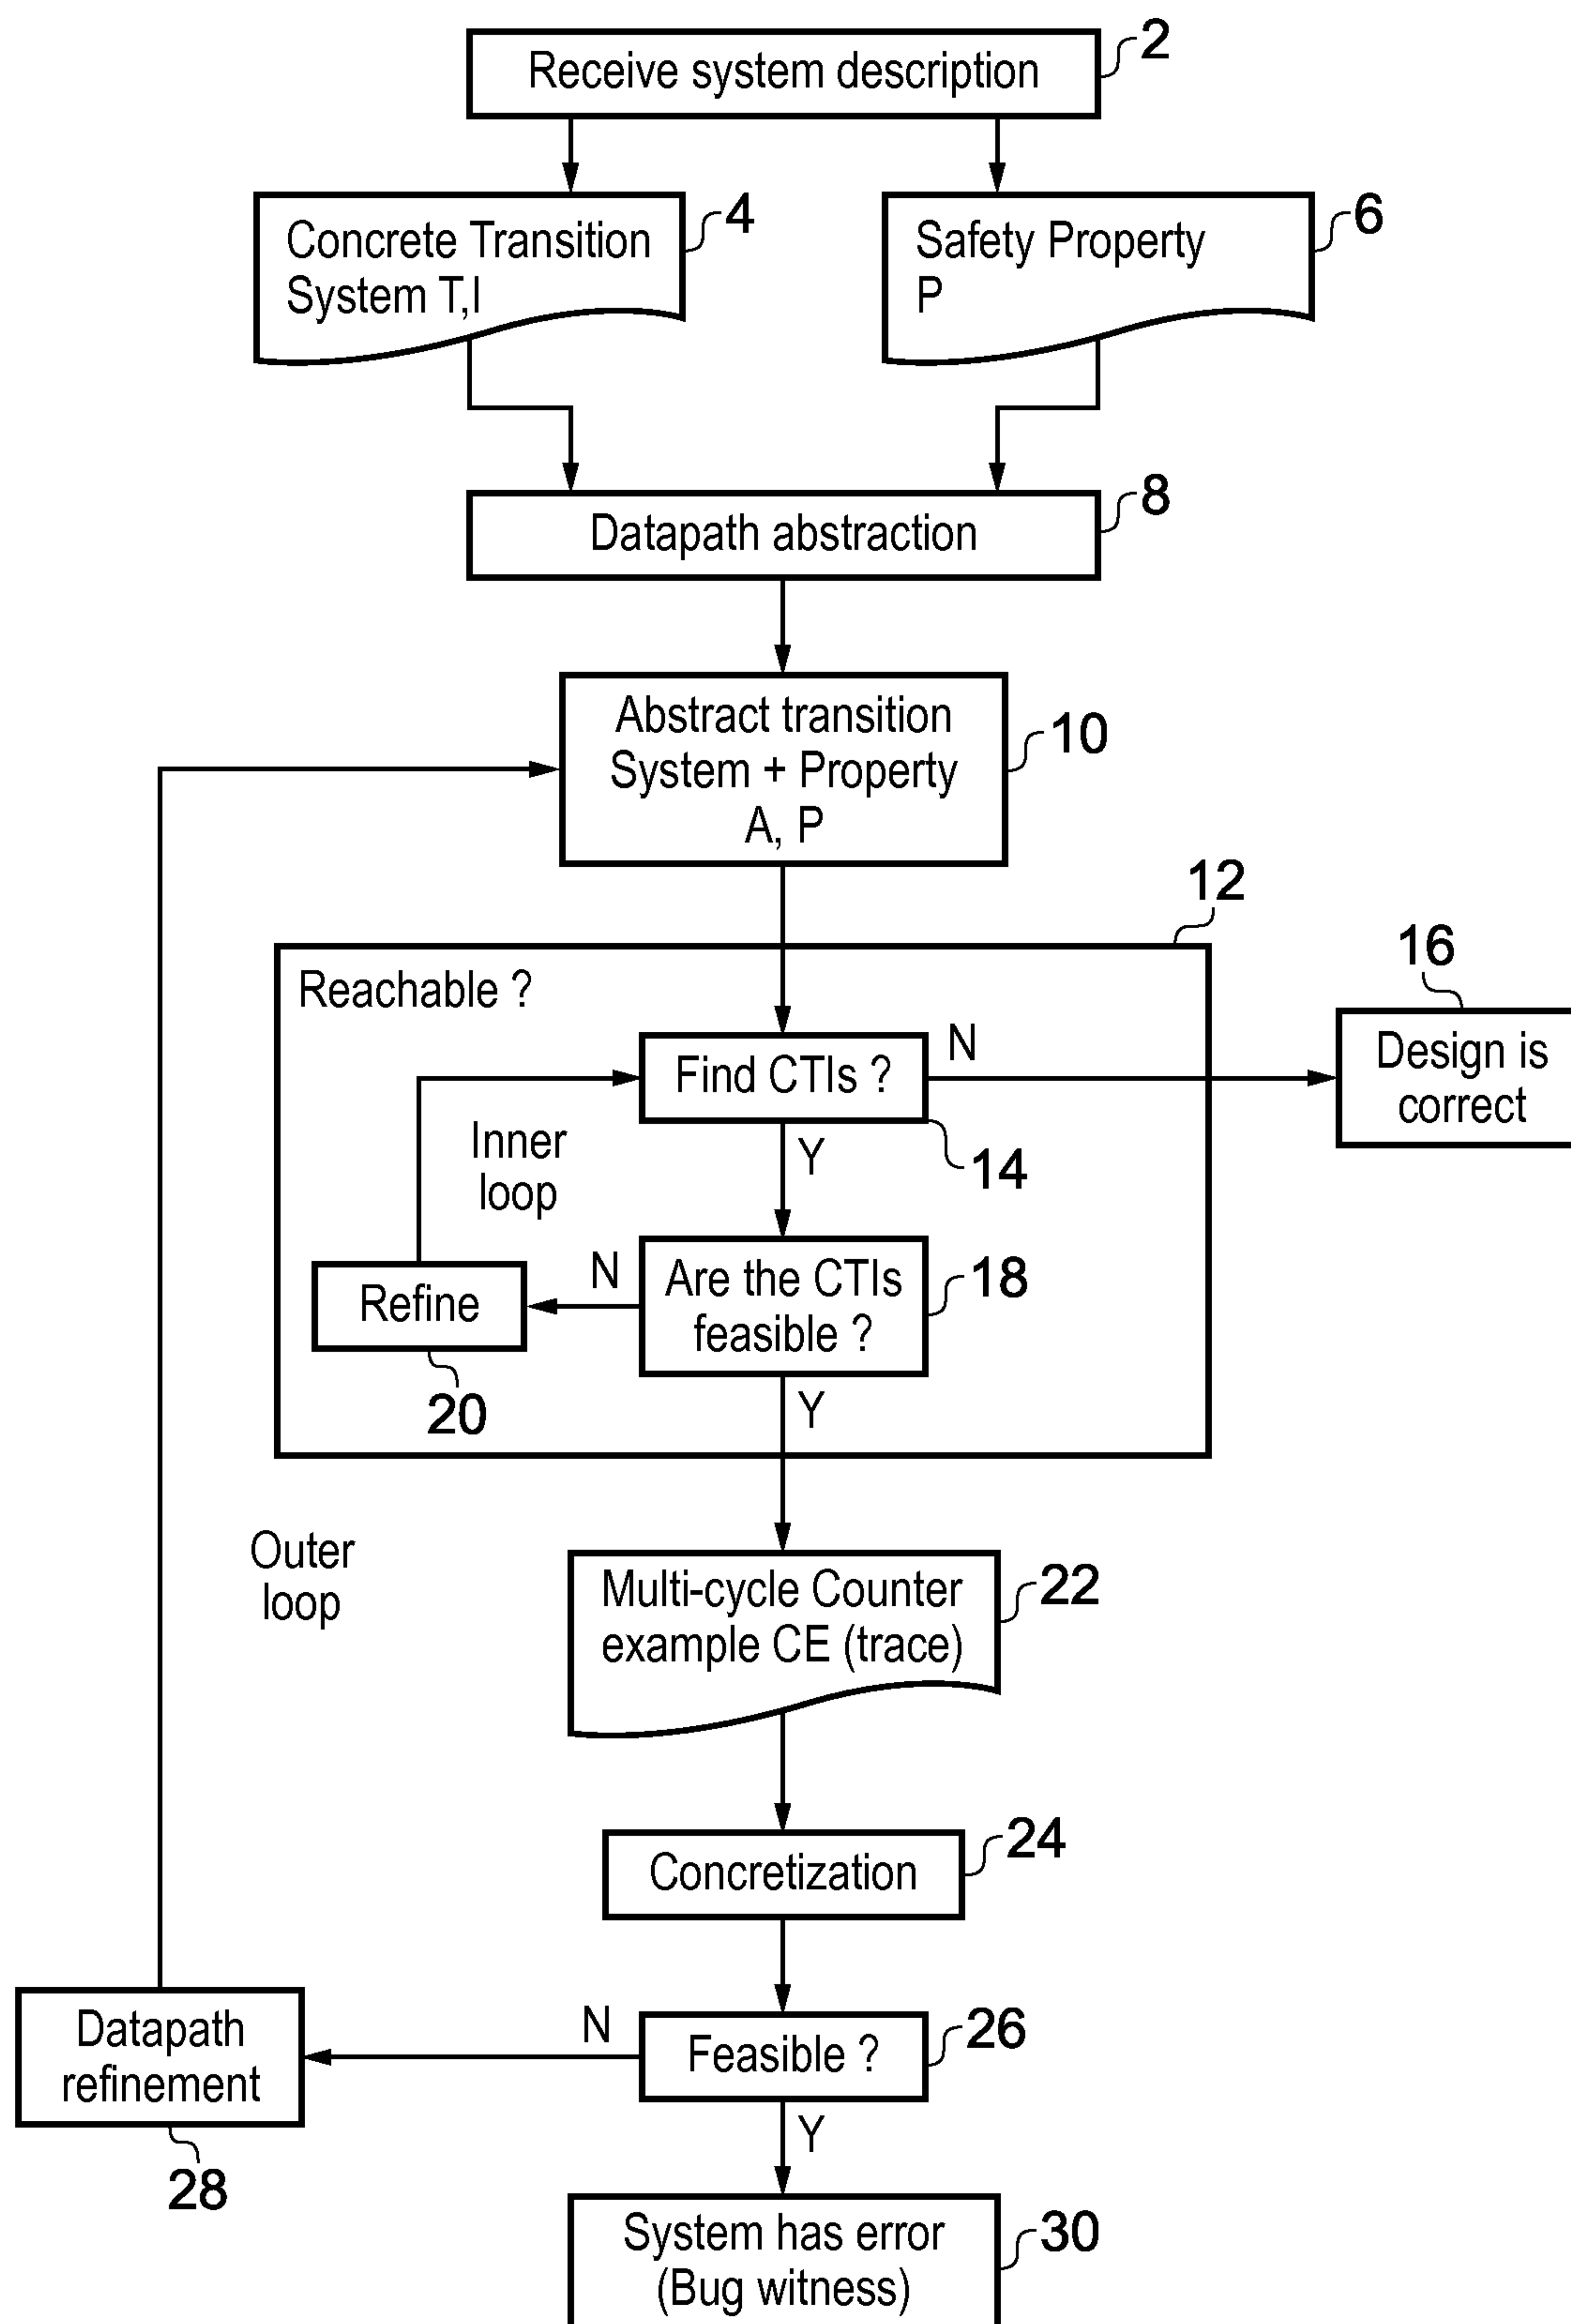 Receive system description
2
Concrete Transition
System T,I
4
Safety Property
P
6
Datapath abstraction
8
Abstract transition
System + Property
A, P
10
12
Reachable ?
16
Design is
correct
Find CTIs ?
N
14
Y
Inner
loop
Are the CTIs
feasible ?
18
N
Refine
20
Y
Outer
loop
Multi-cycle Counter
example CE (trace)
22
Concretization
24
Feasible ?
26
N
Datapath
refinement
28
Y
System has error
(Bug witness)
30